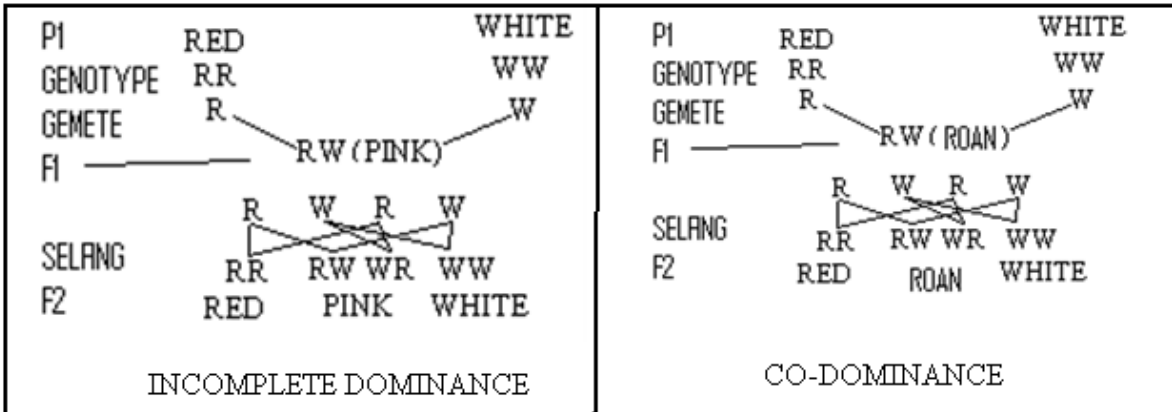 P1 RED WHITE
GENOTYPE RR WW
GEMETE R W
F1 RW (PINK)
R W R W
SELANG
RR RW WR WW
F2 RED PINK WHITE
INCOMPLETE DOMINANCE
P1 RED WHITE
GENOTYPE RR WW
GEMETE R W
F1 RW (ROAN)
R W R W
SELANG
RR RW WR WW
F2 RED ROAN WHITE
CO-DOMINANCE